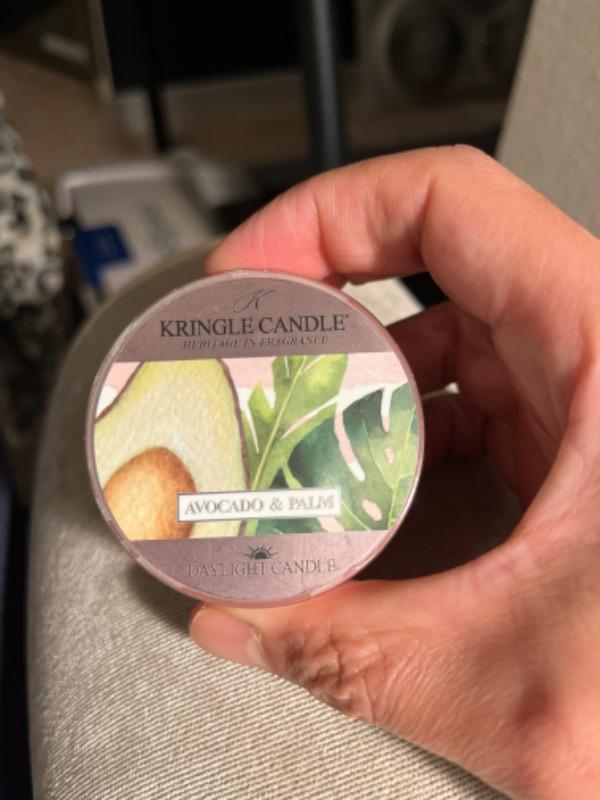 K
KRINGLE CANDLE®
HERITAGE IN FRAGRANCE
AVOCADO & PALM
DAYLIGHT CANDLE